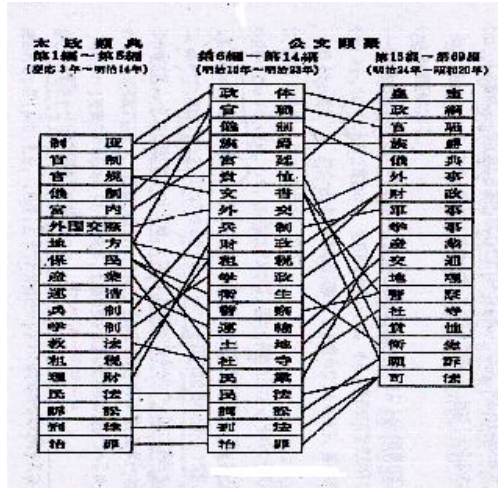 太政類典
第1編〜第5編
(慶応3年〜明治14年)
制度
官制
官規
儀制
宮内
外国交際
地方
保民
産業
運漕
兵制
学制
教法
租税
理財
民法
訴訟
刑律
治罪
公文類聚
第6編〜第14編
(明治15年〜明治23年)
政体
官職
儀制
族爵
宮廷
賞恤
文書
外交
兵制
財政
租税
学政
衛生
警察
運輸
土地
社寺
民業
民法
訴訟
刑法
治罪
第15編〜第69編
(明治24年〜昭和20年)
皇室
政綱
官職
族爵
儀典
外事
財政
軍事
学事
産業
交通
地理
警察
社寺
賞恤
衛生
願訴
司法